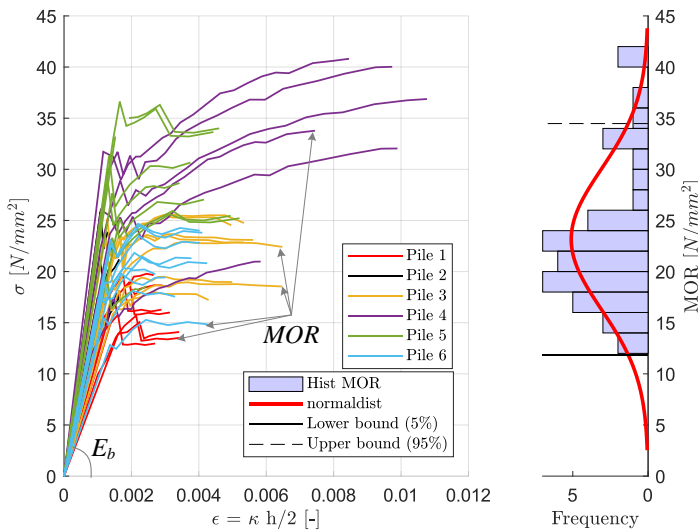 45
40
35
30
25
20
15
10
5
0
σ [N/mm²]
0
0.002
0.004
0.006
0.008
0.01
0.012
ϵ = κ h/2 [-]
E_b
MOR
Pile 1
Pile 2
Pile 3
Pile 4
Pile 5
Pile 6
Hist MOR
normaldist
Lower bound (5%)
Upper bound (95%)
45
40
35
30
25
20
15
10
5
0
MOR [N/mm²]
5
0
Frequency